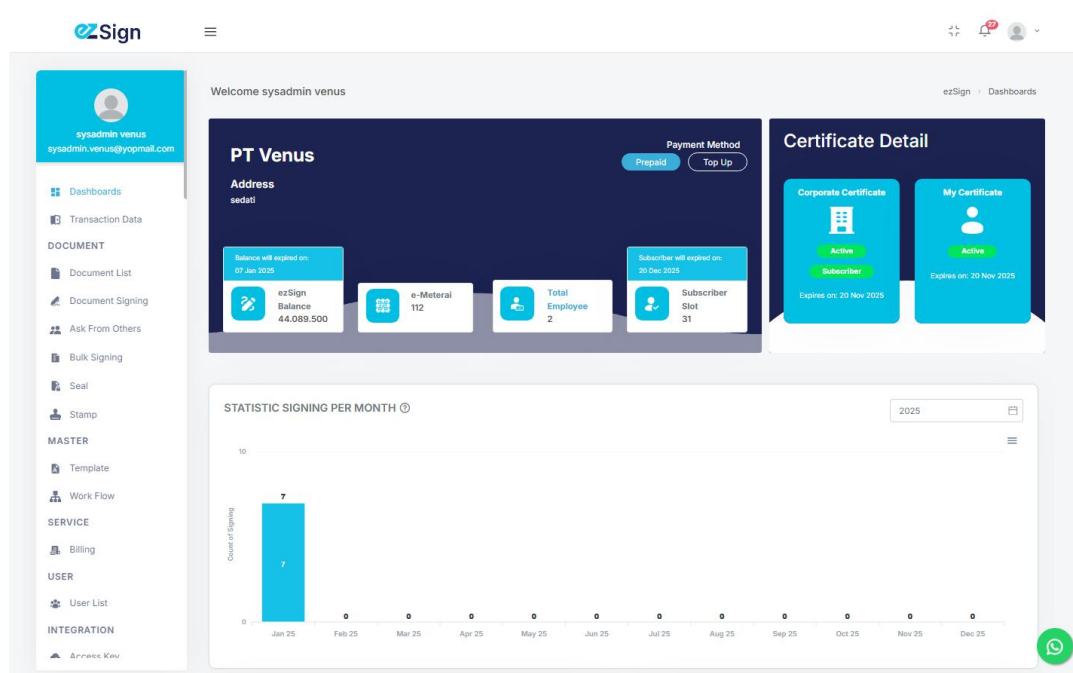 ezSign
27
sysadmin venus
sysadmin.venus@yopmail.com
Dashboards
Transaction Data
DOCUMENT
Document List
Document Signing
Ask From Others
Bulk Signing
Seal
Stamp
MASTER
Template
Work Flow
SERVICE
Billing
USER
User List
INTEGRATION
Access Key
Welcome sysadmin venus
ezSign
Dashboards
PT Venus
Address
sedati
Payment Method
Prepaid
Top Up
Balance will expired on:
07 Jan 2025
ezSign
Balance
44.089.500
e-Meterai
112
Total
Employee
2
Subscriber will expired on:
20 Dec 2025
Subscriber
Slot
31
Certificate Detail
Corporate Certificate
Active
Subscriber
Expires on: 20 Nov 2025
My Certificate
Active
Expires on: 20 Nov 2025
STATISTIC SIGNING PER MONTH
2025
10
Count of Signing
0
7
7
0 0 0 0 0 0 0 0 0 0 0
Jan 25 Feb 25 Mar 25 Apr 25 May 25 Jun 25 Jul 25 Aug 25 Sep 25 Oct 25 Nov 25 Dec 25